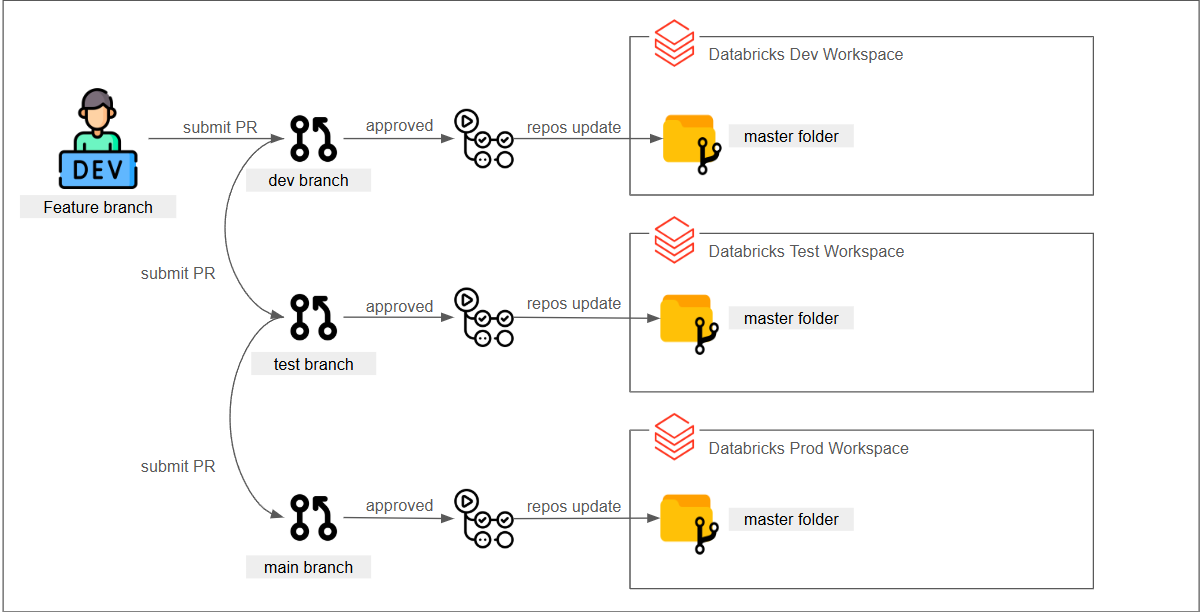 Databricks Dev Workspace
submit PR
approved
repos update
master folder
DEV
dev branch
Feature branch
Databricks Test Workspace
submit PR
approved
repos update
master folder
test branch
Databricks Prod Workspace
submit PR
approved
repos update
master folder
main branch